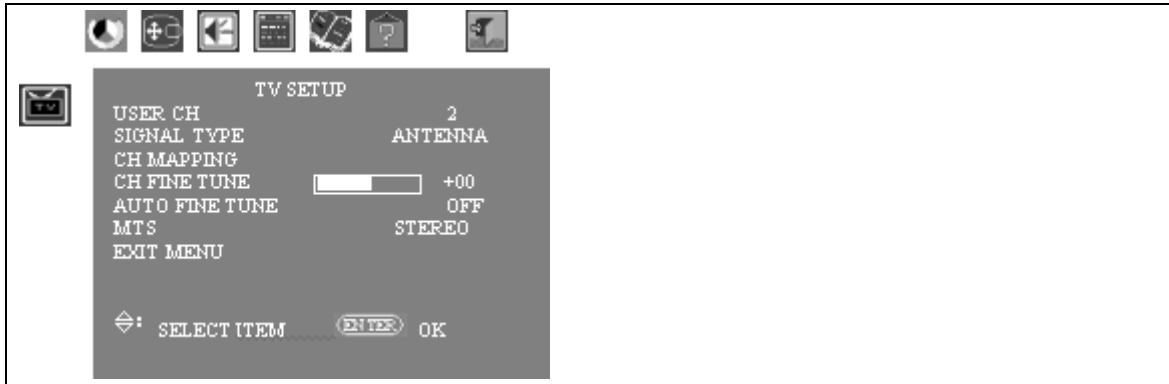 TV
TV SETUP
USER CH 2
SIGNAL TYPE ANTENNA
CH MAPPING
CH FINE TUNE +00
AUTO FINE TUNE OFF
MTS STEREO
EXIT MENU
: SELECT ITEM ENTER OK